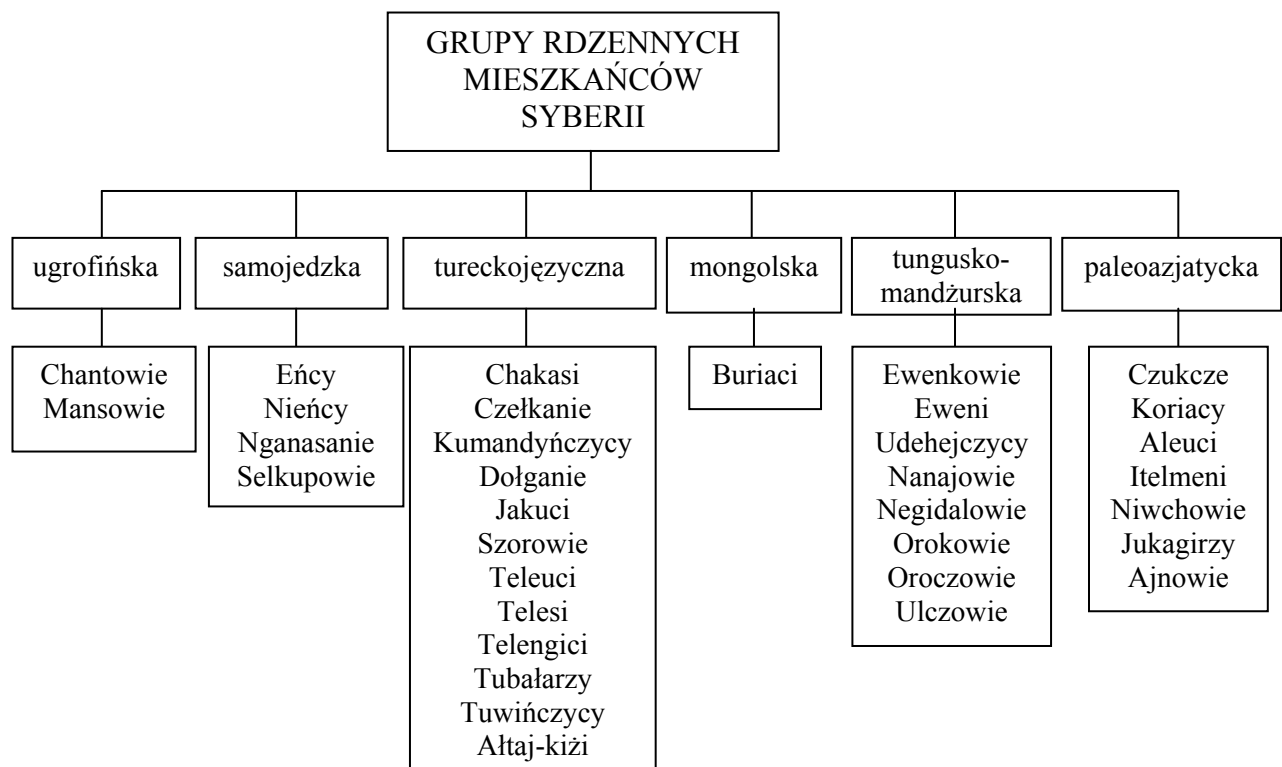 GRUPY RDZENNYCH
MIESZKAŃCÓW
SYBERII
ugrofińska
samojedzka
tureckojęzyczna
mongolska
tungusko-
mandżurska
paleoazjatycka
Chantowie
Mansowie
Eńcy
Nieńcy
Nganasanie
Selkupowie
Chakasi
Czełkanie
Kumandyńczycy
Dołganie
Jakuci
Szorowie
Teleuci
Telesi
Telengici
Tubałarzy
Tuwińczycy
Ałtaj-kiżi
Buriaci
Ewenkowie
Eweni
Udehejczycy
Nanajowie
Negidalowie
Orokowie
Oroczowie
Ulczowie
Czukcze
Koriacy
Aleuci
Itelmeni
Niwchowie
Jukagirzy
Ajnowie